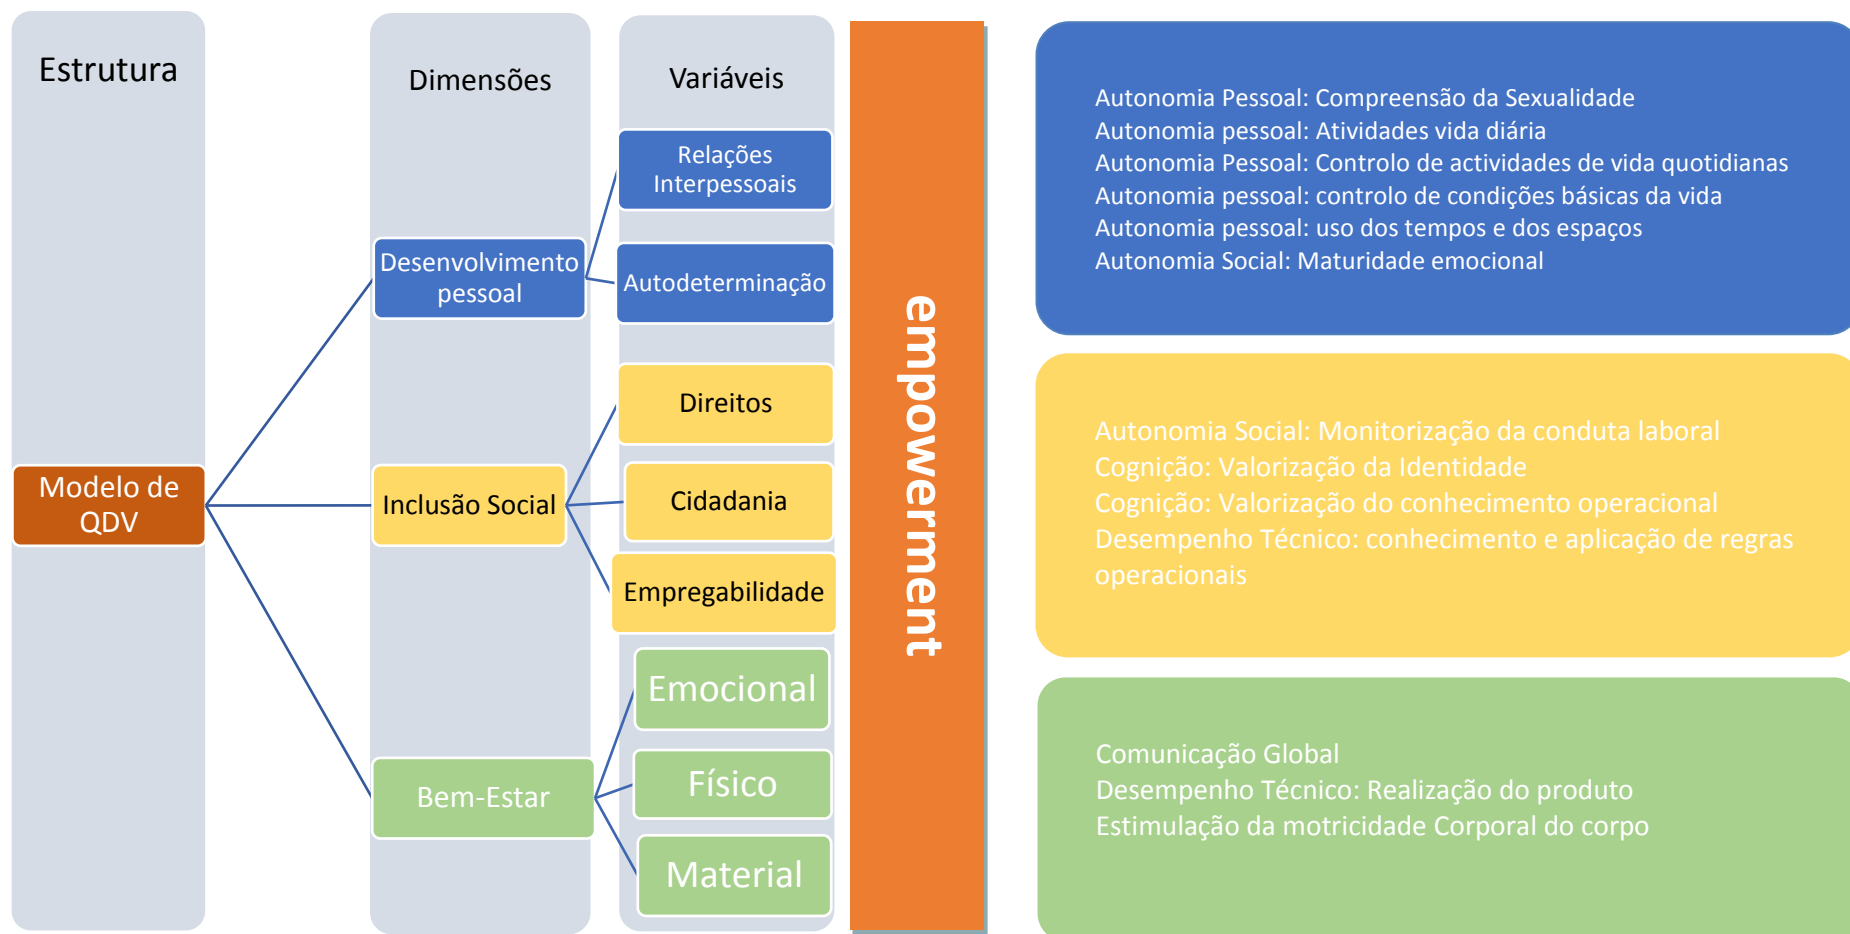 Estrutura
Dimensões
Variáveis
Modelo de
QDV
Desenvolvimento
pessoal
Inclusão Social
Bem-Estar
Relações
Interpessoais
Autodeterminação
Direitos
Cidadania
Empregabilidade
Emocional
Físico
Material
empowerment
Autonomia Pessoal: Compreensão da Sexualidade
Autonomia pessoal: Atividades vida diária
Autonomia Pessoal: Controlo de actividades de vida quotidianas
Autonomia pessoal: controlo de condições básicas da vida
Autonomia pessoal: uso dos tempos e dos espaços
Autonomia Social: Maturidade emocional
Autonomia Social: Monitorização da conduta laboral
Cognição: Valorização da Identidade
Cognição: Valorização do conhecimento operacional
Desempenho Técnico: conhecimento e aplicação de regras
operacionais
Comunicação Global
Desempenho Técnico: Realização do produto
Estimulação da motricidade Corporal do corpo